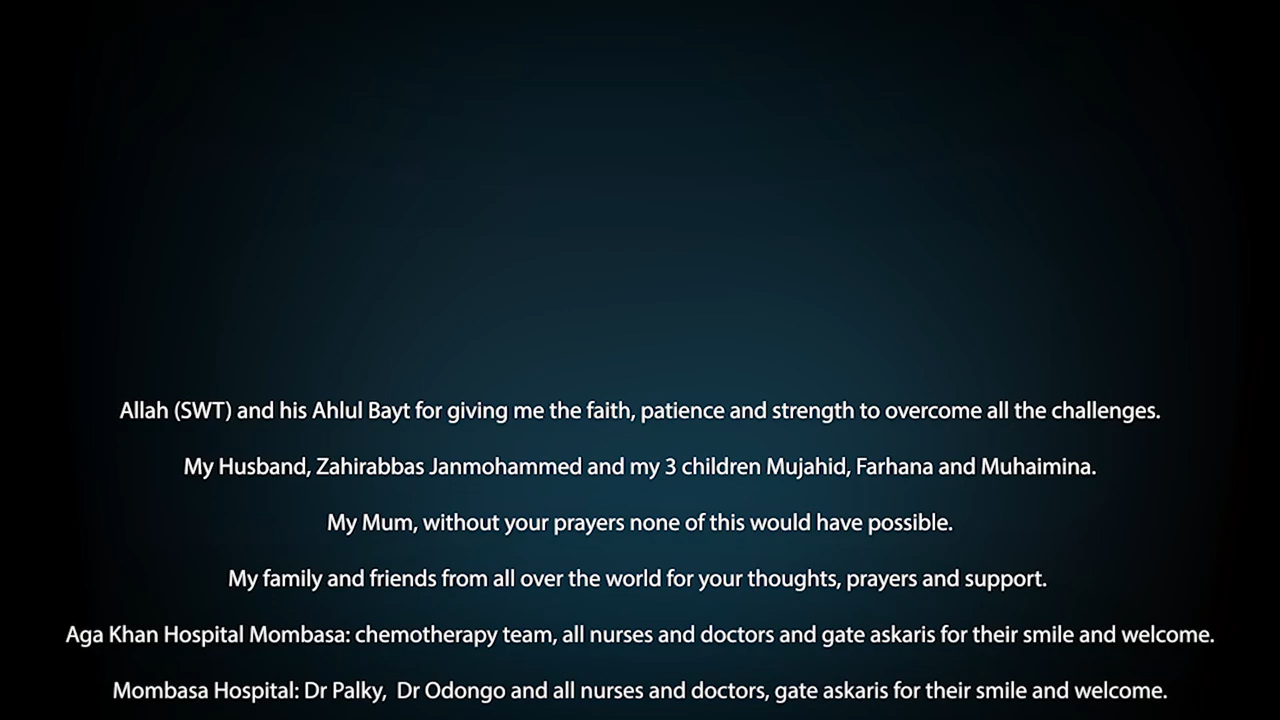 Allah (SWT) and his Ahlul Bayt for giving me the faith, patience and strength to overcome all the challenges.
My Husband, Zahirabbas Janmohammed and my 3 children Mujahid, Farhana and Muhaimina.
My Mum, without your prayers none of this would have possible.
My family and friends from all over the world for your thoughts, prayers and support.
Aga Khan Hospital Mombasa: chemotherapy team, all nurses and doctors and gate askaris for their smile and welcome.
Mombasa Hospital: Dr Palky,  Dr Odongo and all nurses and doctors, gate askaris for their smile and welcome.